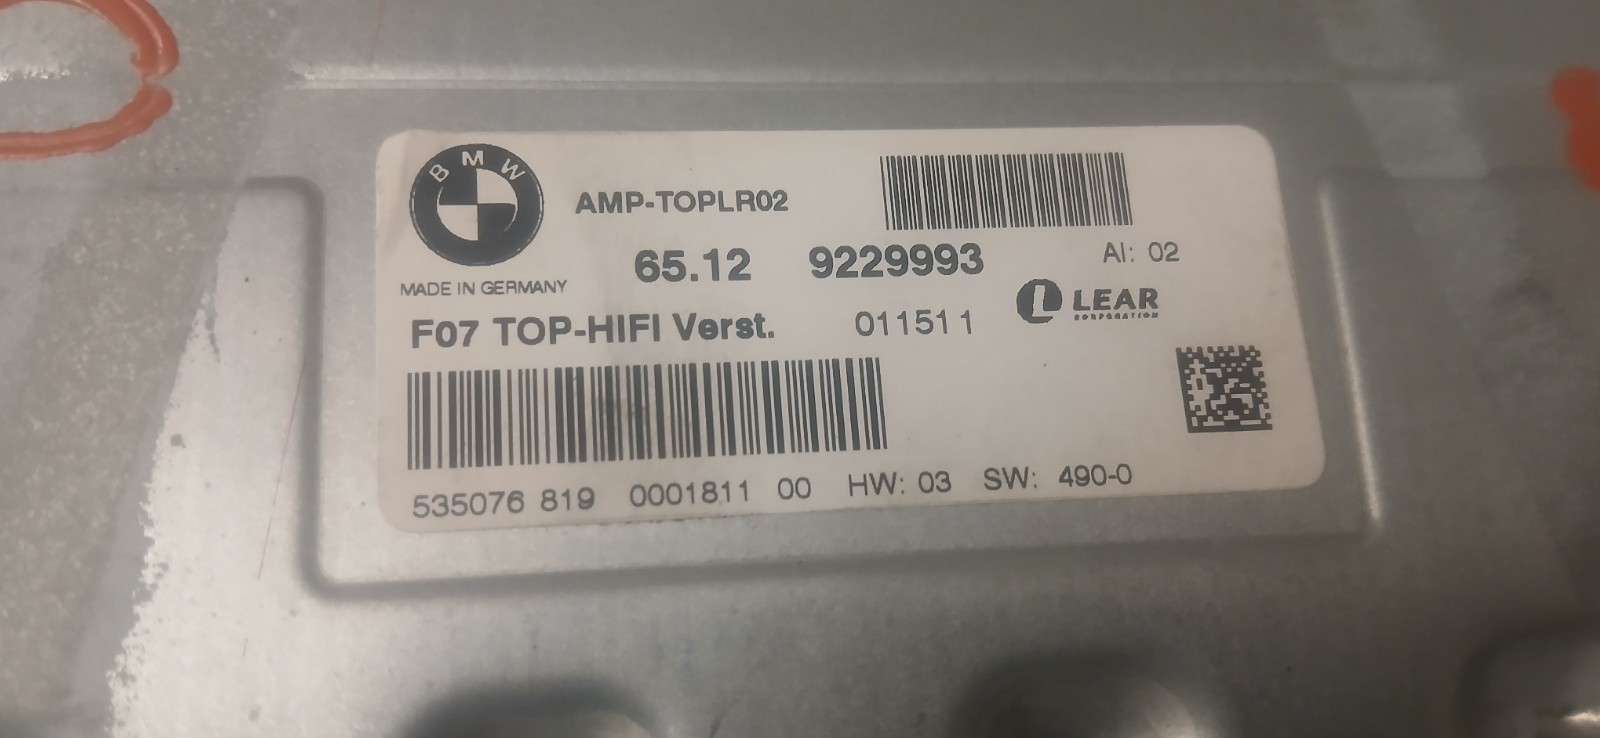 BMW
AMP-TOPLR02
65.12 9229993 AI: 02
MADE IN GERMANY
LEAR
CORPORATION
F07 TOP-HIFI Verst. 011511
535076 819 0001811 00 HW: 03 SW: 490-0